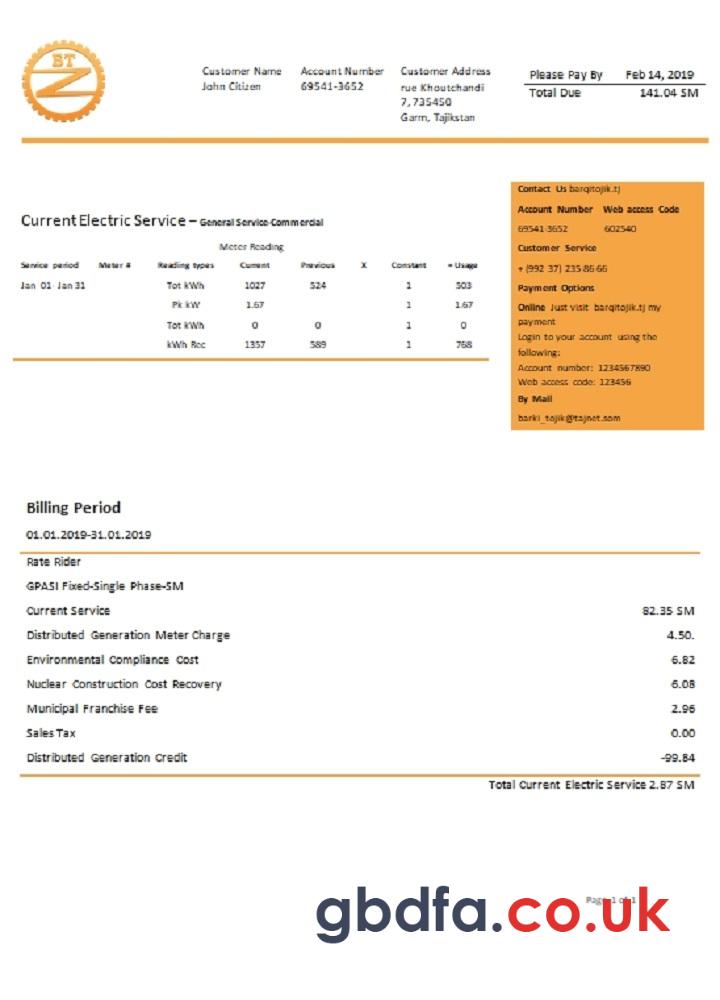 BT
Customer Name Account Number Customer Address
John Citizen 69541-3652 rue Khoutchandi
7, 735450
Garm, Tajikstan
Please Pay By Feb 14, 2019
Total Due 141.04 SM
Current Electric Service – General Service-Commercial
Meter Reading
Service period Meter # Reading types Current Previous X Constant = Usage
Jan 01- Jan 31 Tot kWh 1027 524 1 503
Pk kW 1.67 1 1.67
Tot kWh 0 0 1 0
kWh Rec 1357 589 1 768
Contact Us barqitojik.tj
Account Number Web access Code
69541-3652 602540
Customer Service
+ (992 37) 235-86-66
Payment Options
Online Just visit barqitojik.tj my
payment
Login to your account using the
following:
Account number: 1234567890
Web access code: 123456
By Mail
barki_tojik@tajnet.som
Billing Period
01.01.2019-31.01.2019
Rate Rider
GPASI Fixed-Single Phase-SM
Current Service 82.35 SM
Distributed Generation Meter Charge 4.50.
Environmental Compliance Cost 6.82
Nuclear Construction Cost Recovery 6.08
Municipal Franchise Fee 2.96
Sales Tax 0.00
Distributed Generation Credit -99.84
Total Current Electric Service 2.87 SM
Page 1 of 1
gbdfa.co.uk